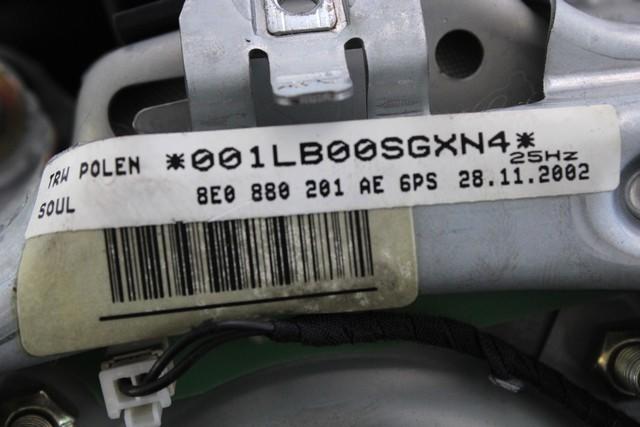 TRW POLEN *001LB00SGXN4*
25Hz
SOUL 8E0 880 201 AE 6PS 28.11.2002